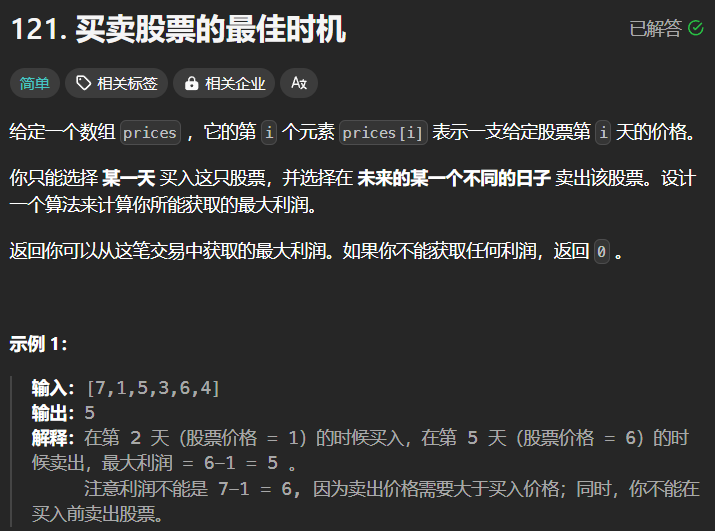 121. 买卖股票的最佳时机
已解答
简单 相关标签 相关企业 Aあ
给定一个数组 prices ，它的第 i 个元素 prices[i] 表示一支给定股票第 i 天的价格。
你只能选择 某一天 买入这只股票，并选择在 未来的某一个不同的日子 卖出该股票。设计
一个算法来计算你所能获取的最大利润。
返回你可以从这笔交易中获取的最大利润。如果你不能获取任何利润，返回 0 。
示例 1：
输入：[7,1,5,3,6,4]
输出：5
解释：在第 2 天（股票价格 = 1）的时候买入，在第 5 天（股票价格 = 6）的时
候卖出，最大利润 = 6-1 = 5 。
注意利润不能是 7-1 = 6, 因为卖出价格需要大于买入价格；同时，你不能在
买入前卖出股票。